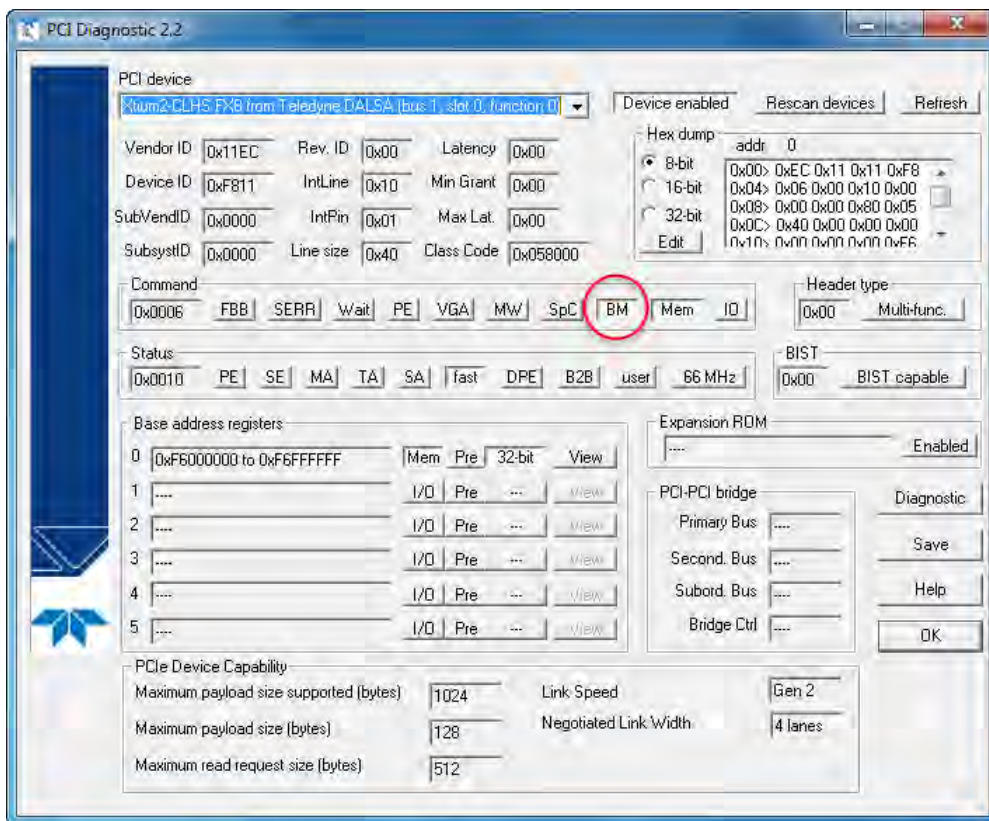 PCI Diagnostic 2.2
PCI device
Xtium2-CLHS FX8 from Teledyne DALSA (bus 1, slot 0, function 0)
Device enabled
Rescan devices
Refresh
Vendor ID 0x11EC Rev. ID 0x00 Latency 0x00
Device ID 0xF811 IntLine 0x10 Min Grant 0x00
SubVendID 0x0000 IntPin 0x01 Max Lat. 0x00
SubsystID 0x0000 Line size 0x40 Class Code 0x058000
Hex dump
addr 0
8-bit
16-bit
32-bit
Edit
0x00> 0xEC 0x11 0x11 0xF8
0x04> 0x06 0x00 0x10 0x00
0x08> 0x00 0x00 0x80 0x05
0x0C> 0x40 0x00 0x00 0x00
0x10> 0x00 0x00 0x00 0xF6
Command
0x0006 FBB SERR Wait PE VGA MW SpC BM Mem IO
Header type
0x00 Multi-func.
Status
0x0010 PE SE MA TA SA fast DPE B2B user 66 MHz
BIST
0x00 BIST capable
Base address registers
0 0xF6000000 to 0xF6FFFFFF Mem Pre 32-bit View
1 ---- I/O Pre --- View
2 ---- I/O Pre --- View
3 ---- I/O Pre --- View
4 ---- I/O Pre --- View
5 ---- I/O Pre --- View
Expansion ROM
---- Enabled
PCI-PCI bridge
Primary Bus ----
Second. Bus ----
Subord. Bus ----
Bridge Ctrl ----
Diagnostic
Save
Help
OK
PCIe Device Capability
Maximum payload size supported (bytes) 1024 Link Speed Gen 2
Maximum payload size (bytes) 128 Negotiated Link Width 4 lanes
Maximum read request size (bytes) 512